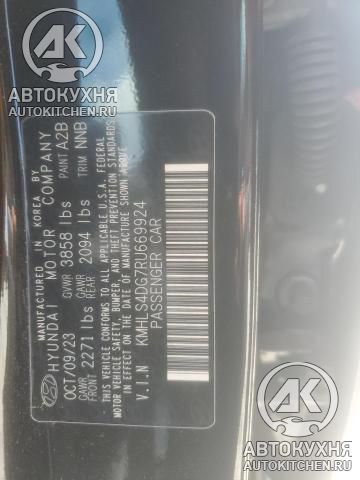 MANUFACTURED IN KOREA BY
HYUNDAI MOTOR COMPANY
OCT/09/23 GVWR 3858 lbs PAINT A2B
GAWR FRONT 2271 lbs GAWR REAR 2094 lbs TRIM NNB
THIS VEHICLE CONFORMS TO ALL APPLICABLE U.S.A. FEDERAL
MOTOR VEHICLE SAFETY, BUMPER, AND THEFT PREVENTION STANDARDS
IN EFFECT ON THE DATE OF MANUFACTURE SHOWN ABOVE.
V.I.N KMHLS4DG7RU669924
PASSENGER CAR
АК
АВТОКУХНЯ
AUTOKITCHEN.RU
АК
АВТОКУХНЯ
AUTOKITCHEN.RU